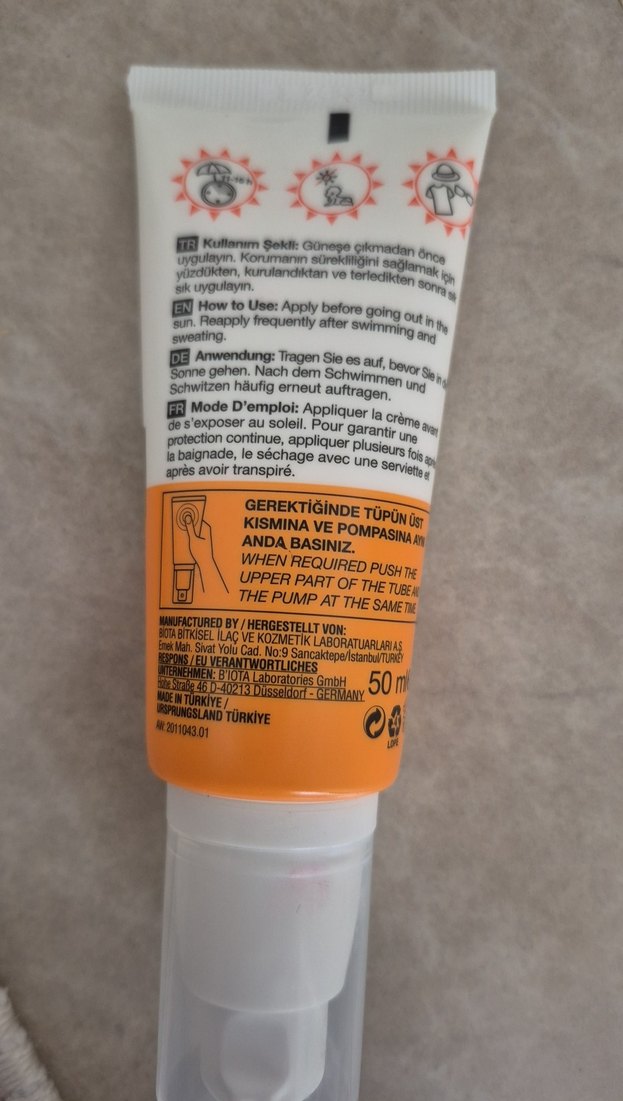 11-16 h
TR Kullanım Şekli: Güneşe çıkmadan önce
uygulayın. Korumanın sürekliliğini sağlamak için
yüzdükten, kurulandıktan ve terledikten sonra sık
sık uygulayın.
EN How to Use: Apply before going out in the
sun. Reapply frequently after swimming and
sweating.
DE Anwendung: Tragen Sie es auf, bevor Sie in
Sonne gehen. Nach dem Schwimmen und
Schwitzen häufig erneut auftragen.
FR Mode D'emploi: Appliquer la crème avant
de s'exposer au soleil. Pour garantir une
protection continue, appliquer plusieurs fois
la baignade, le séchage avec une serviette et
après avoir transpiré.
GEREKTİĞİNDE TÜPÜN ÜST
KISMINA VE POMPASINA
ANDA BASINIZ.
WHEN REQUIRED PUSH THE
UPPER PART OF THE TUBE
THE PUMP AT THE SAME TIME.
MANUFACTURED BY / HERGESTELLT VON:
BIOTA BİTKİSEL İLAÇ VE KOZMETİK LABORATUARLARI A.Ş.
Emek Mah. Sivat Yolu Cad. No:9 Sancaktepe/İstanbul/TURKEY
RESPONS / EU VERANTWORTLICHES
UNTERNEHMEN: B'IOTA Laboratories GmbH
Hohe Straße 46 D-40213 Düsseldorf - GERMANY
50 ml
MADE IN TÜRKİYE /
URSPRUNGSLAND TÜRKİYE
AW: 2011043.01
LDPE